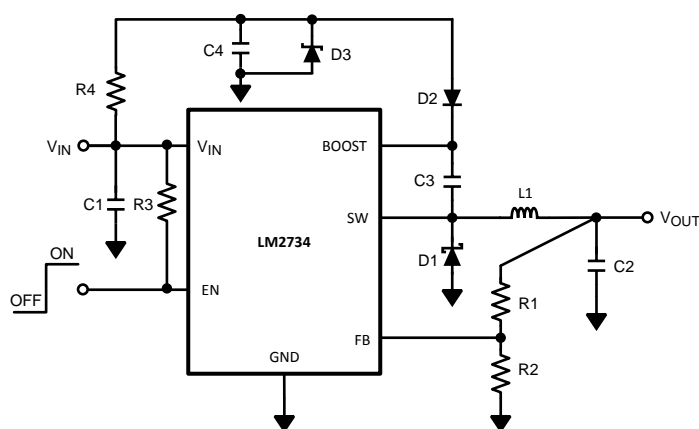 C4
D3
R4
D2
VIN
VIN
BOOST
C3
L1
C1
R3
SW
VOUT
LM2734
ON
D1
C2
OFF
EN
R1
FB
GND
R2